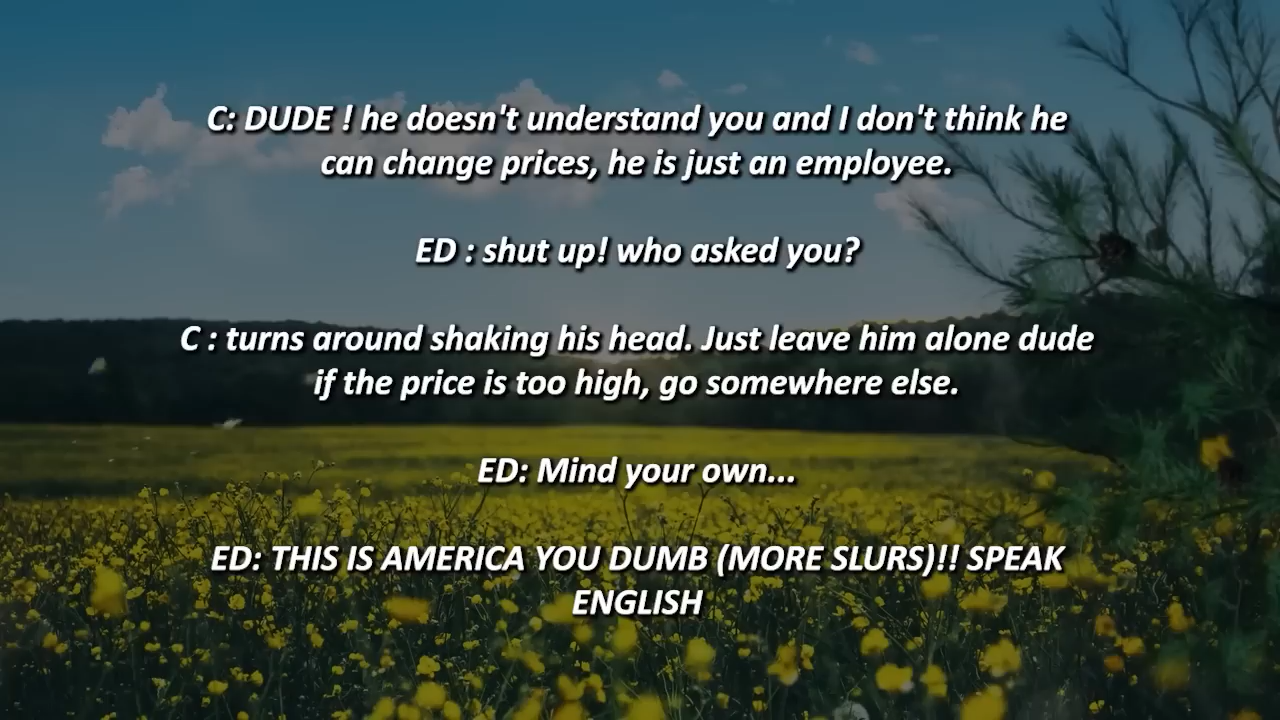 C: DUDE ! he doesn't understand you and I don't think he
can change prices, he is just an employee.
ED : shut up! who asked you?
C : turns around shaking his head. Just leave him alone dude
if the price is too high, go somewhere else.
ED: Mind your own...
ED: THIS IS AMERICA YOU DUMB (MORE SLURS)!! SPEAK
ENGLISH